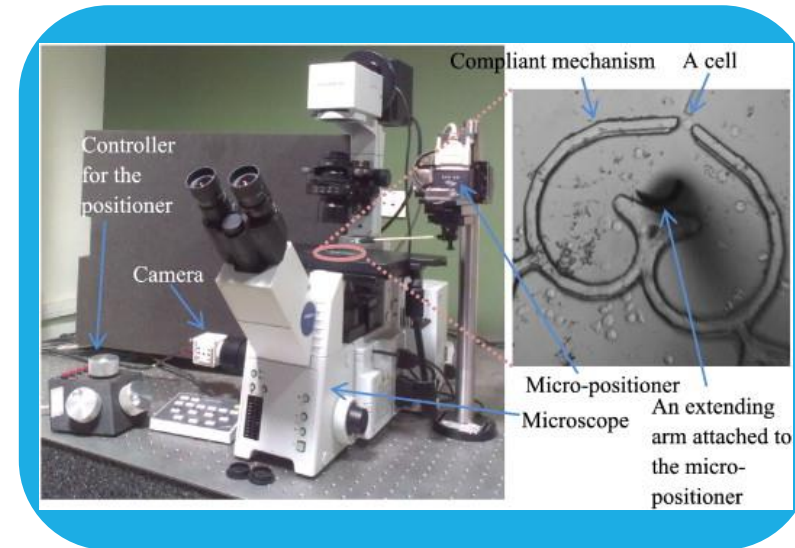 Compliant mechanism
A cell
Controller
for the
positioner
Camera
Micro-positioner
Microscope
An extending
arm attached to
the micro-
positioner